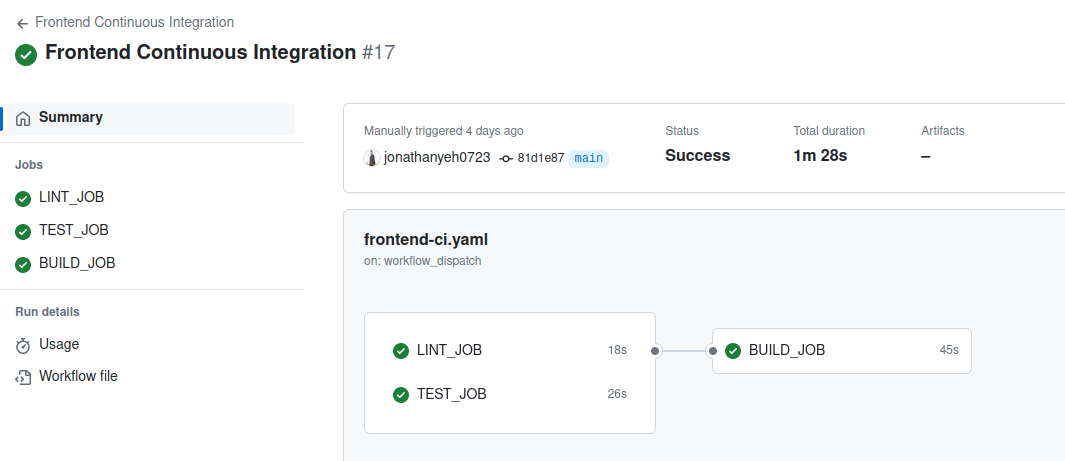 ← Frontend Continuous Integration
Frontend Continuous Integration #17
Summary
Jobs
LINT_JOB
TEST_JOB
BUILD_JOB
Run details
Usage
Workflow file
Manually triggered 4 days ago
jonathanyeh0723 81d1e87 main
Status
Success
Total duration
1m 28s
Artifacts
–
frontend-ci.yaml
on: workflow_dispatch
LINT_JOB 18s
TEST_JOB 26s
BUILD_JOB 45s